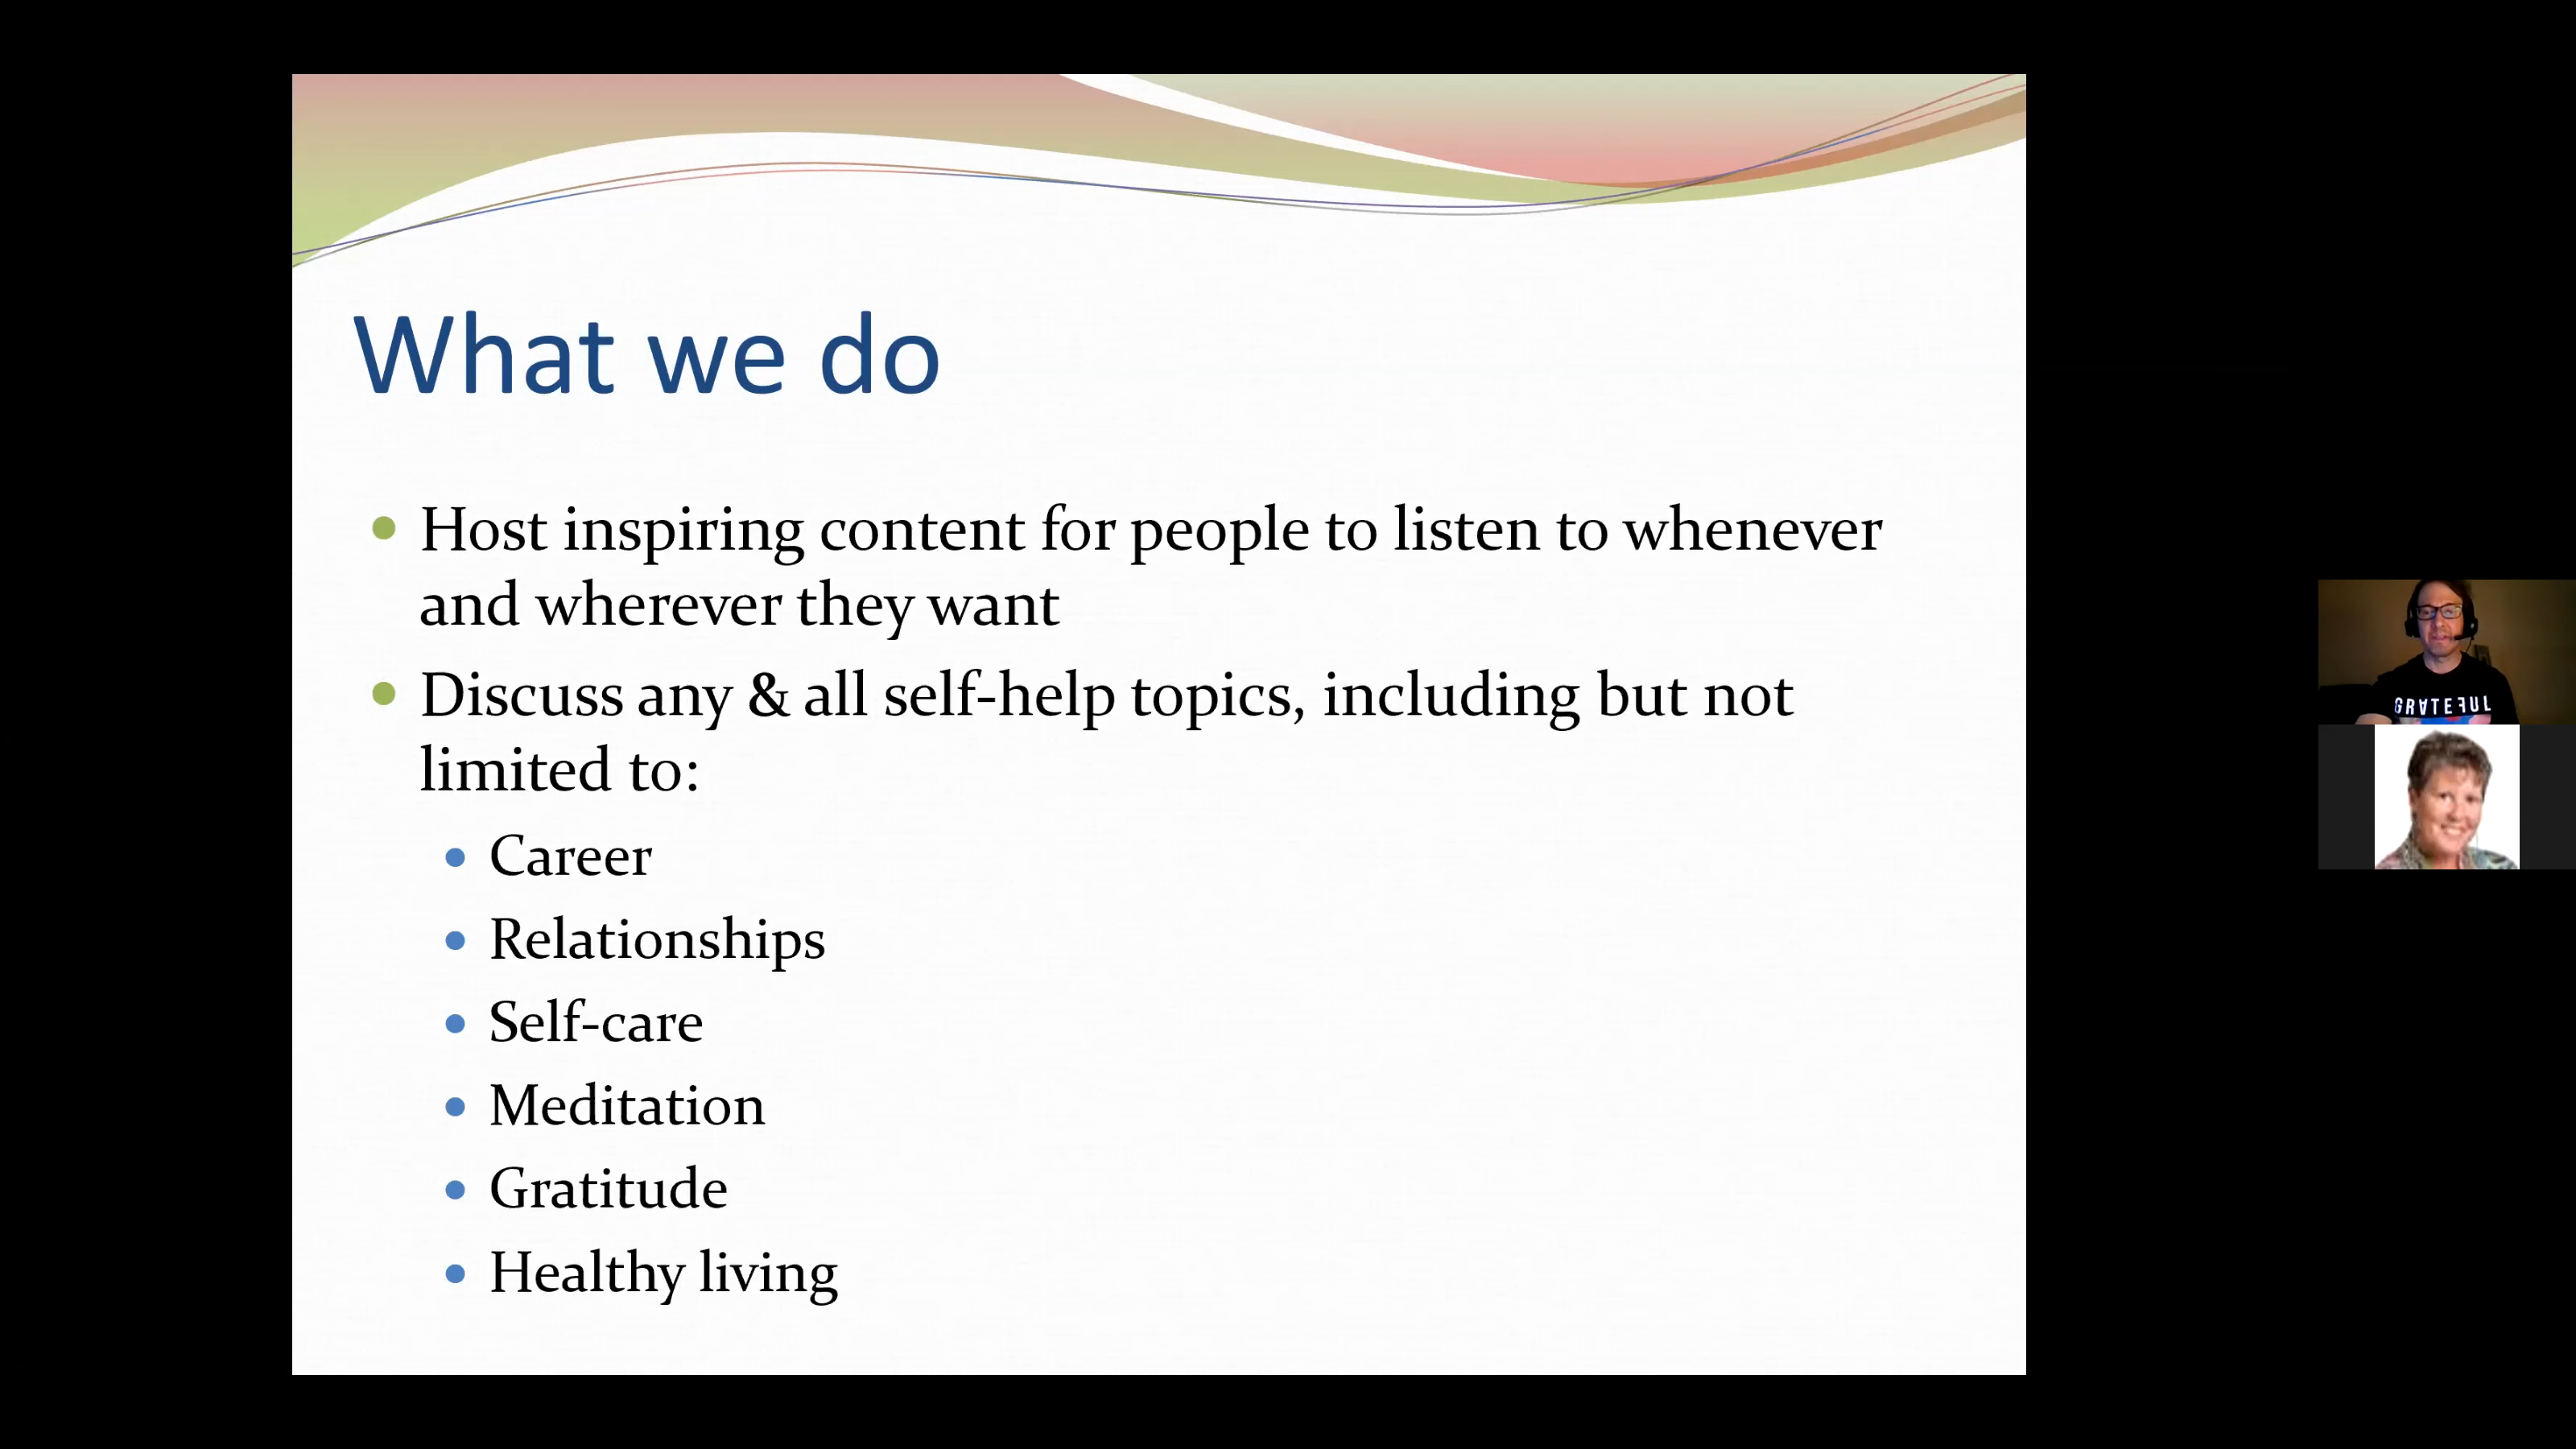 What we do
Host inspiring content for people to listen to whenever
and wherever they want
Discuss any & all self-help topics, including but not
limited to:
Career
Relationships
Self-care
Meditation
Gratitude
Healthy living
GRATEFUL